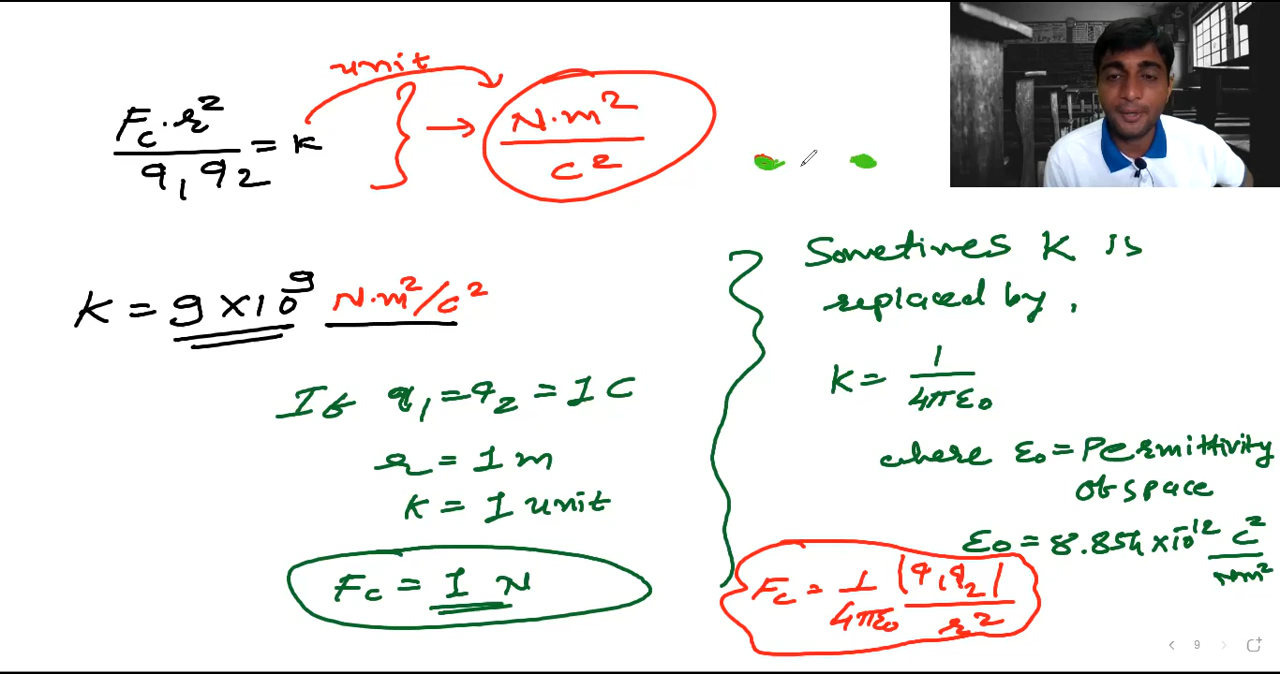 unit
Fc·r²/q₁q₂ = K } → N·m²/c²
K = 9×10⁹ N·m²/c²
If q₁ = q₂ = 1 C
r = 1 m
K = 1 unit
Fc = 1 N
Sometimes K is
replaced by,
K = 1/4πε₀
where ε₀ = Permittivity
of space
ε₀ = 8.854×10⁻¹² c²/Nm²
Fc = 1/4πε₀ |q₁q₂|/r²
9